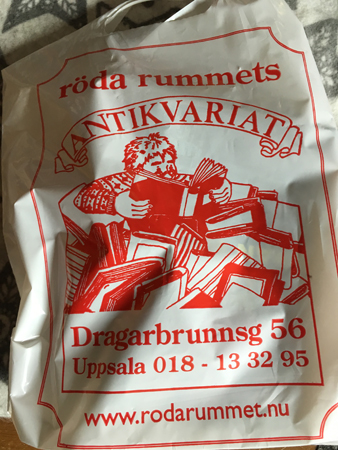 röda rummets
ANTIKVARIAT
Dragarbrunnsg 56
Uppsala 018 - 13 32 95
www.rodarummet.nu